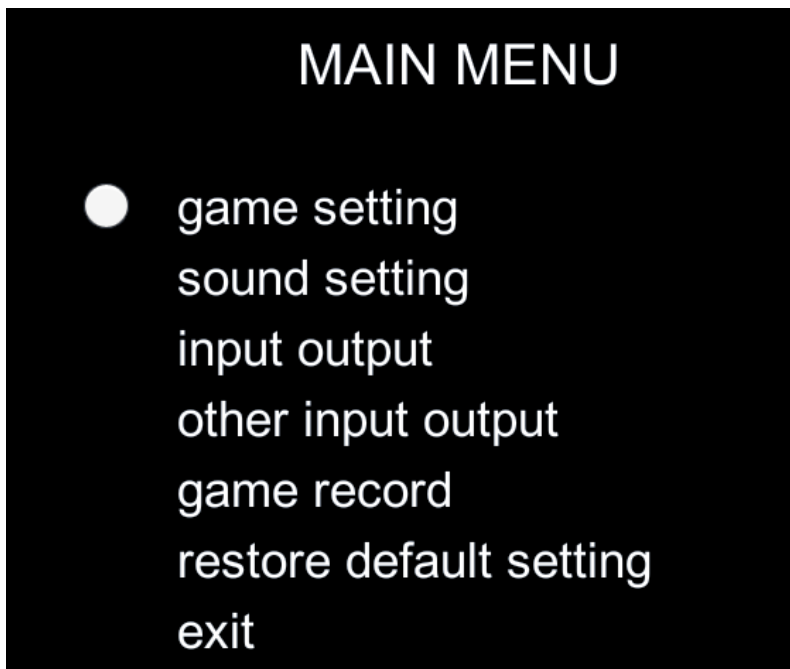 MAIN MENU
game setting
sound setting
input output
other input output
game record
restore default setting
exit